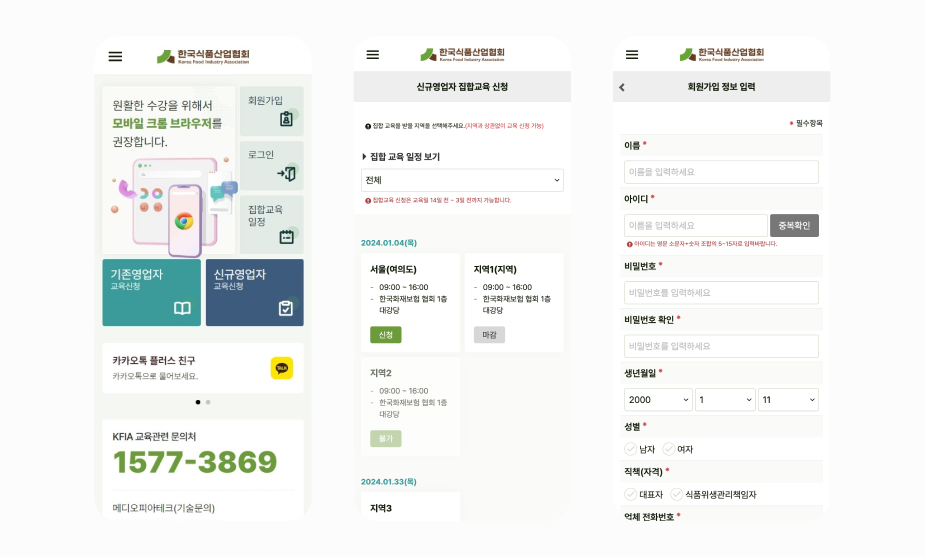 한국식품산업협회
Korea Food Industry Association
원활한 수강을 위해서
모바일 크롬 브라우저를
권장합니다.
회원가입
로그인
집합교육
일정
기존영업자
교육신청
신규영업자
교육신청
카카오톡 플러스 친구
카카오톡으로 물어보세요.
TALK
KFIA 교육관련 문의처
1577-3869
메디오피아테크(기술문의)
한국식품산업협회
Korea Food Industry Association
신규영업자 집합교육 신청
집합 교육을 받을 지역을 선택해주세요.(지역과 상관없이 교육 신청 가능)
집합 교육 일정 보기
전체
집합교육 신청은 교육일 14일 전 ~ 3일 전까지 가능합니다.
2024.01.04(목)
서울(여의도)
- 09:00 ~ 16:00
- 한국화재보험 협회 1층
대강당
신청
지역1(지역)
- 09:00 ~ 16:00
- 한국화재보험 협회 1층
대강당
마감
지역2
- 09:00 ~ 16:00
- 한국화재보험 협회 1층
대강당
불가
2024.01.33(목)
지역3
한국식품산업협회
Korea Food Industry Association
회원가입 정보 입력
* 필수항목
이름 *
이름을 입력하세요
아이디 *
이름을 입력하세요
중복확인
아이디는 영문 소문자+숫자 조합의 5~15자로 입력바랍니다.
비밀번호 *
비밀번호를 입력하세요
비밀번호 확인 *
비밀번호를 입력하세요
생년월일 *
2000 1 11
성별 *
남자 여자
직책(자격) *
대표자 식품위생관리책임자
업체 전화번호 *